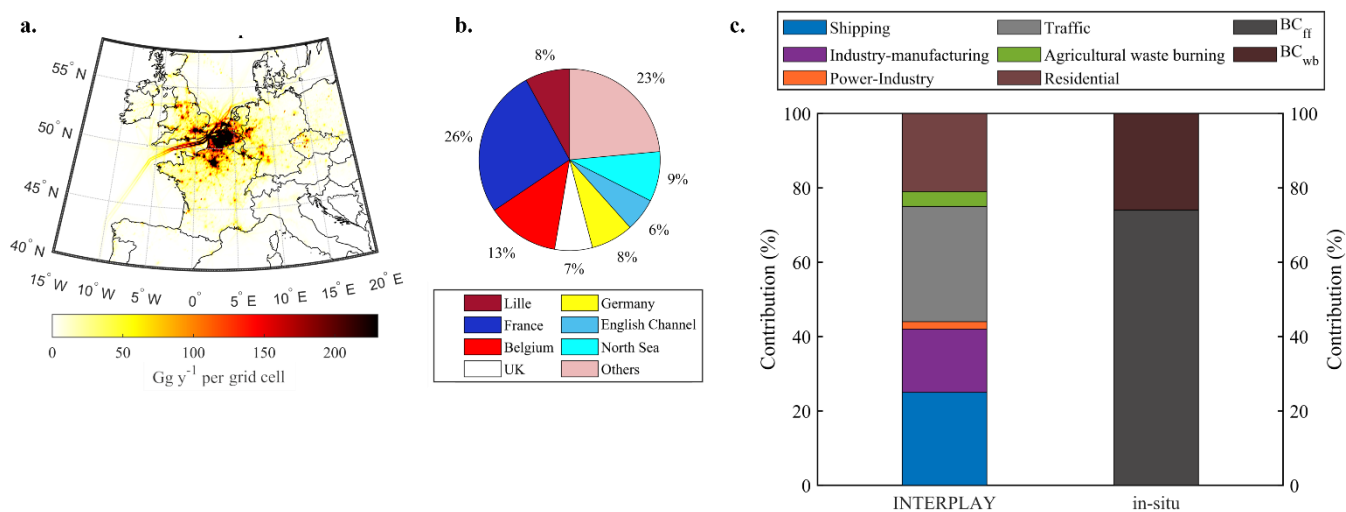 a.
55° N
50° N
45° N
40° N
15° W
10° W
5° W
0°
5° E
10° E
15° E
20° E
0 50 100 150 200
Gg y⁻¹ per grid cell
b.
8%
23%
26%
9%
6%
13%
7%
8%
Lille
Germany
France
English Channel
Belgium
North Sea
UK
Others
c.
Shipping
Traffic
BC_ff
Industry-manufacturing
Agricultural waste burning
BC_wb
Power-Industry
Residential
100
80
60
40
20
0
Contribution (%)
INTERPLAY
in-situ
100
80
60
40
20
0
Contribution (%)